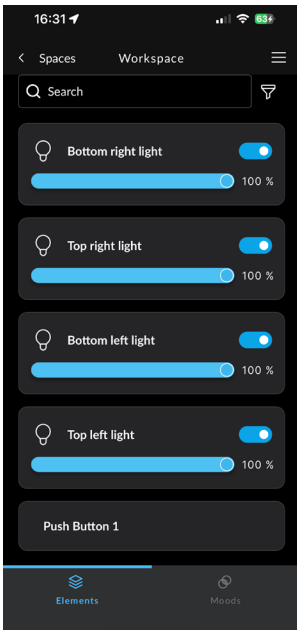 16:31
63
Spaces
Workspace
Search
Bottom right light
100 %
Top right light
100 %
Bottom left light
100 %
Top left light
100 %
Push Button 1
Elements
Moods